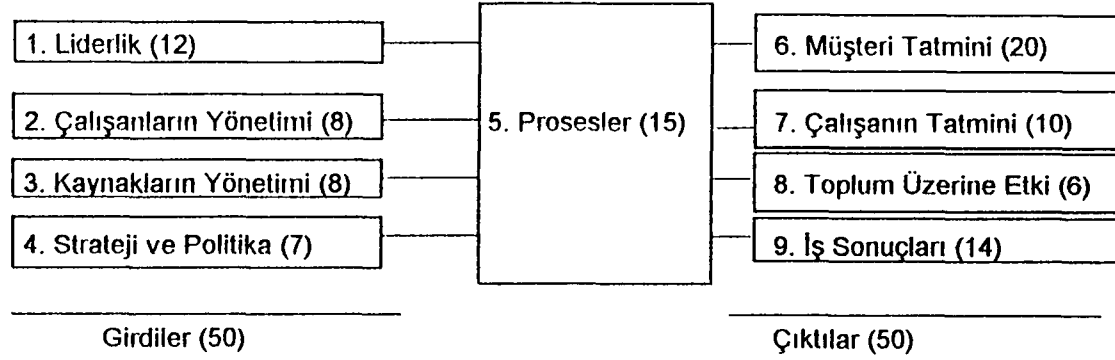 1. Liderlik (12)
2. Çalışanların Yönetimi (8)
3. Kaynakların Yönetimi (8)
4. Strateji ve Politika (7)
5. Prosesler (15)
6. Müşteri Tatmini (20)
7. Çalışanın Tatmini (10)
8. Toplum Üzerine Etki (6)
9. İş Sonuçları (14)
Girdiler (50)
Çıktılar (50)